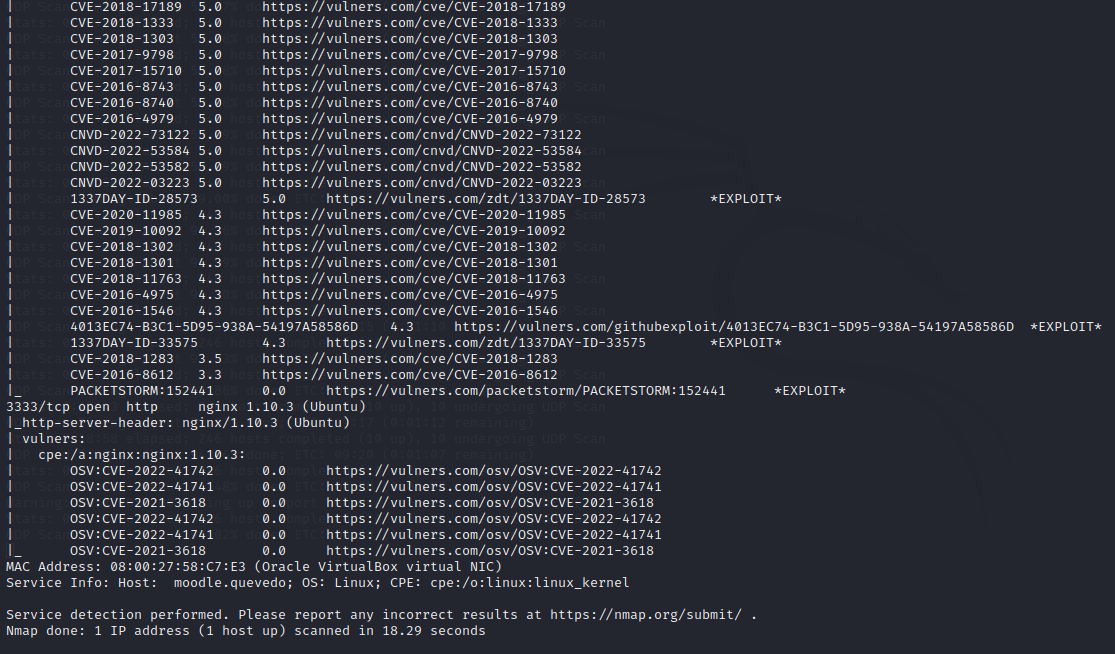 |       CVE-2018-17189  5.0     https://vulners.com/cve/CVE-2018-17189
|       CVE-2018-1333   5.0     https://vulners.com/cve/CVE-2018-1333
|       CVE-2018-1303   5.0     https://vulners.com/cve/CVE-2018-1303
|       CVE-2017-9798   5.0     https://vulners.com/cve/CVE-2017-9798
|       CVE-2017-15710  5.0     https://vulners.com/cve/CVE-2017-15710
|       CVE-2016-8743   5.0     https://vulners.com/cve/CVE-2016-8743
|       CVE-2016-8740   5.0     https://vulners.com/cve/CVE-2016-8740
|       CVE-2016-4979   5.0     https://vulners.com/cve/CVE-2016-4979
|       CNVD-2022-73122 5.0     https://vulners.com/cnvd/CNVD-2022-73122
|       CNVD-2022-53584 5.0     https://vulners.com/cnvd/CNVD-2022-53584
|       CNVD-2022-53582 5.0     https://vulners.com/cnvd/CNVD-2022-53582
|       CNVD-2022-03223 5.0     https://vulners.com/cnvd/CNVD-2022-03223
|       1337DAY-ID-28573        5.0     https://vulners.com/zdt/1337DAY-ID-28573        *EXPLOIT*
|       CVE-2020-11985  4.3     https://vulners.com/cve/CVE-2020-11985
|       CVE-2019-10092  4.3     https://vulners.com/cve/CVE-2019-10092
|       CVE-2018-1302   4.3     https://vulners.com/cve/CVE-2018-1302
|       CVE-2018-1301   4.3     https://vulners.com/cve/CVE-2018-1301
|       CVE-2018-11763  4.3     https://vulners.com/cve/CVE-2018-11763
|       CVE-2016-4975   4.3     https://vulners.com/cve/CVE-2016-4975
|       CVE-2016-1546   4.3     https://vulners.com/cve/CVE-2016-1546
|       4013EC74-B3C1-5D95-938A-54197A58586D    4.3     https://vulners.com/githubexploit/4013EC74-B3C1-5D95-938A-54197A58586D  *EXPLOIT*
|       1337DAY-ID-33575        4.3     https://vulners.com/zdt/1337DAY-ID-33575        *EXPLOIT*
|       CVE-2018-1283   3.5     https://vulners.com/cve/CVE-2018-1283
|       CVE-2016-8612   3.3     https://vulners.com/cve/CVE-2016-8612
|_      PACKETSTORM:152441      0.0     https://vulners.com/packetstorm/PACKETSTORM:152441      *EXPLOIT*
3333/tcp open  http    nginx 1.10.3 (Ubuntu)
|_http-server-header: nginx/1.10.3 (Ubuntu)
| vulners:
|   cpe:/a:nginx:nginx:1.10.3:
|       OSV:CVE-2022-41742      0.0     https://vulners.com/osv/OSV:CVE-2022-41742
|       OSV:CVE-2022-41741      0.0     https://vulners.com/osv/OSV:CVE-2022-41741
|       OSV:CVE-2021-3618       0.0     https://vulners.com/osv/OSV:CVE-2021-3618
|       OSV:CVE-2022-41742      0.0     https://vulners.com/osv/OSV:CVE-2022-41742
|       OSV:CVE-2022-41741      0.0     https://vulners.com/osv/OSV:CVE-2022-41741
|_      OSV:CVE-2021-3618       0.0     https://vulners.com/osv/OSV:CVE-2021-3618
MAC Address: 08:00:27:58:C7:E3 (Oracle VirtualBox virtual NIC)
Service Info: Host:  moodle.quevedo; OS: Linux; CPE: cpe:/o:linux:linux_kernel

Service detection performed. Please report any incorrect results at https://nmap.org/submit/ .
Nmap done: 1 IP address (1 host up) scanned in 18.29 seconds